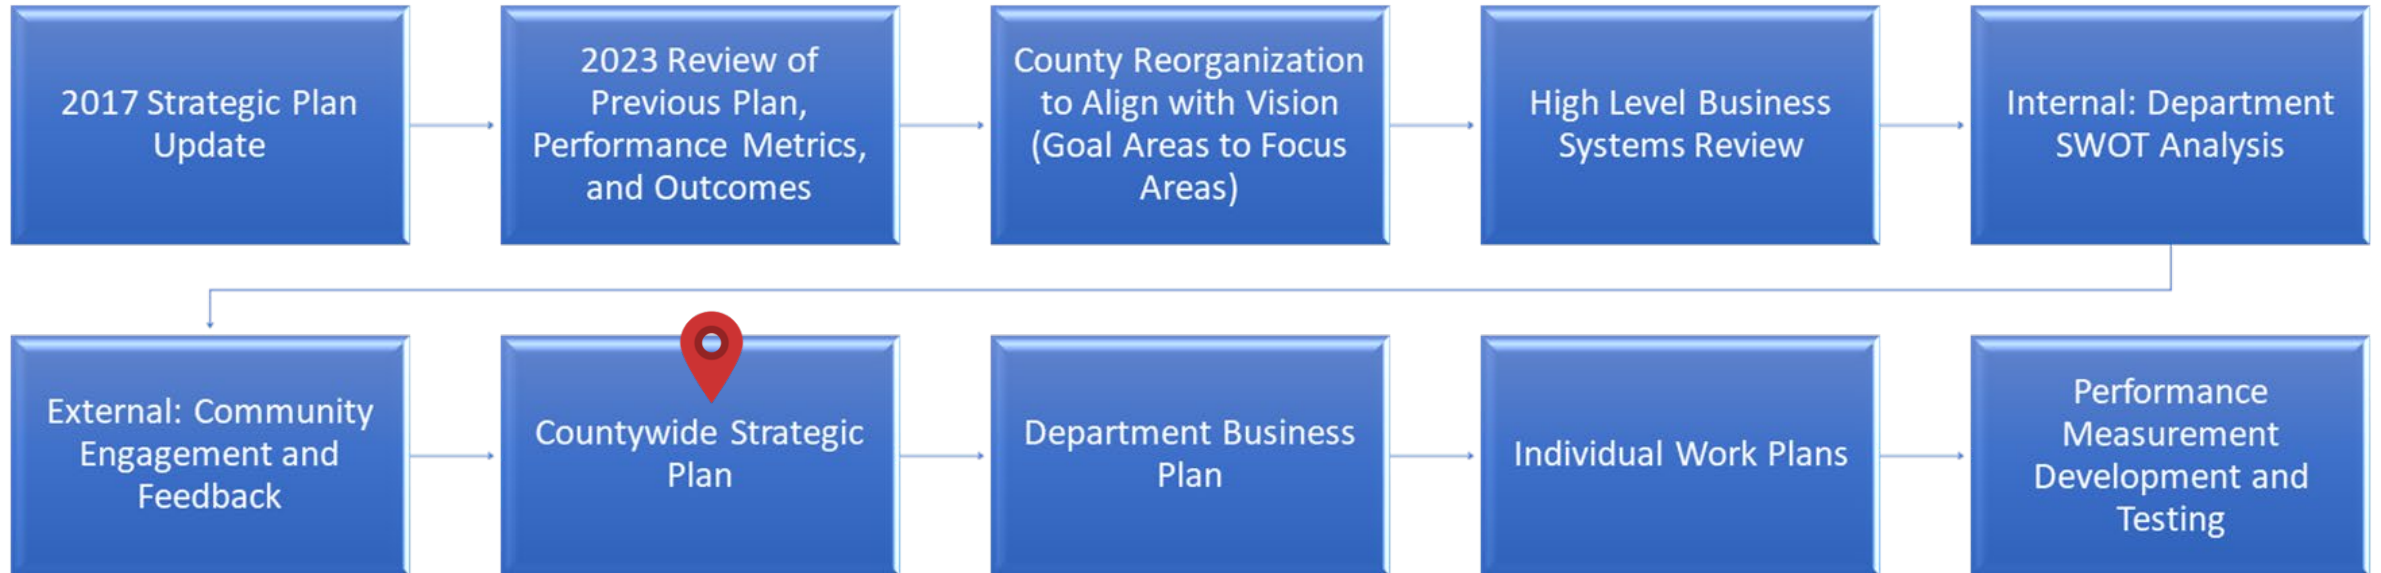 2017 Strategic Plan
Update
2023 Review of
Previous Plan,
Performance Metrics,
and Outcomes
County Reorganization
to Align with Vision
(Goal Areas to Focus
Areas)
High Level Business
Systems Review
Internal: Department
SWOT Analysis
External: Community
Engagement and
Feedback
Countywide Strategic
Plan
Department Business
Plan
Individual Work Plans
Performance
Measurement
Development and
Testing